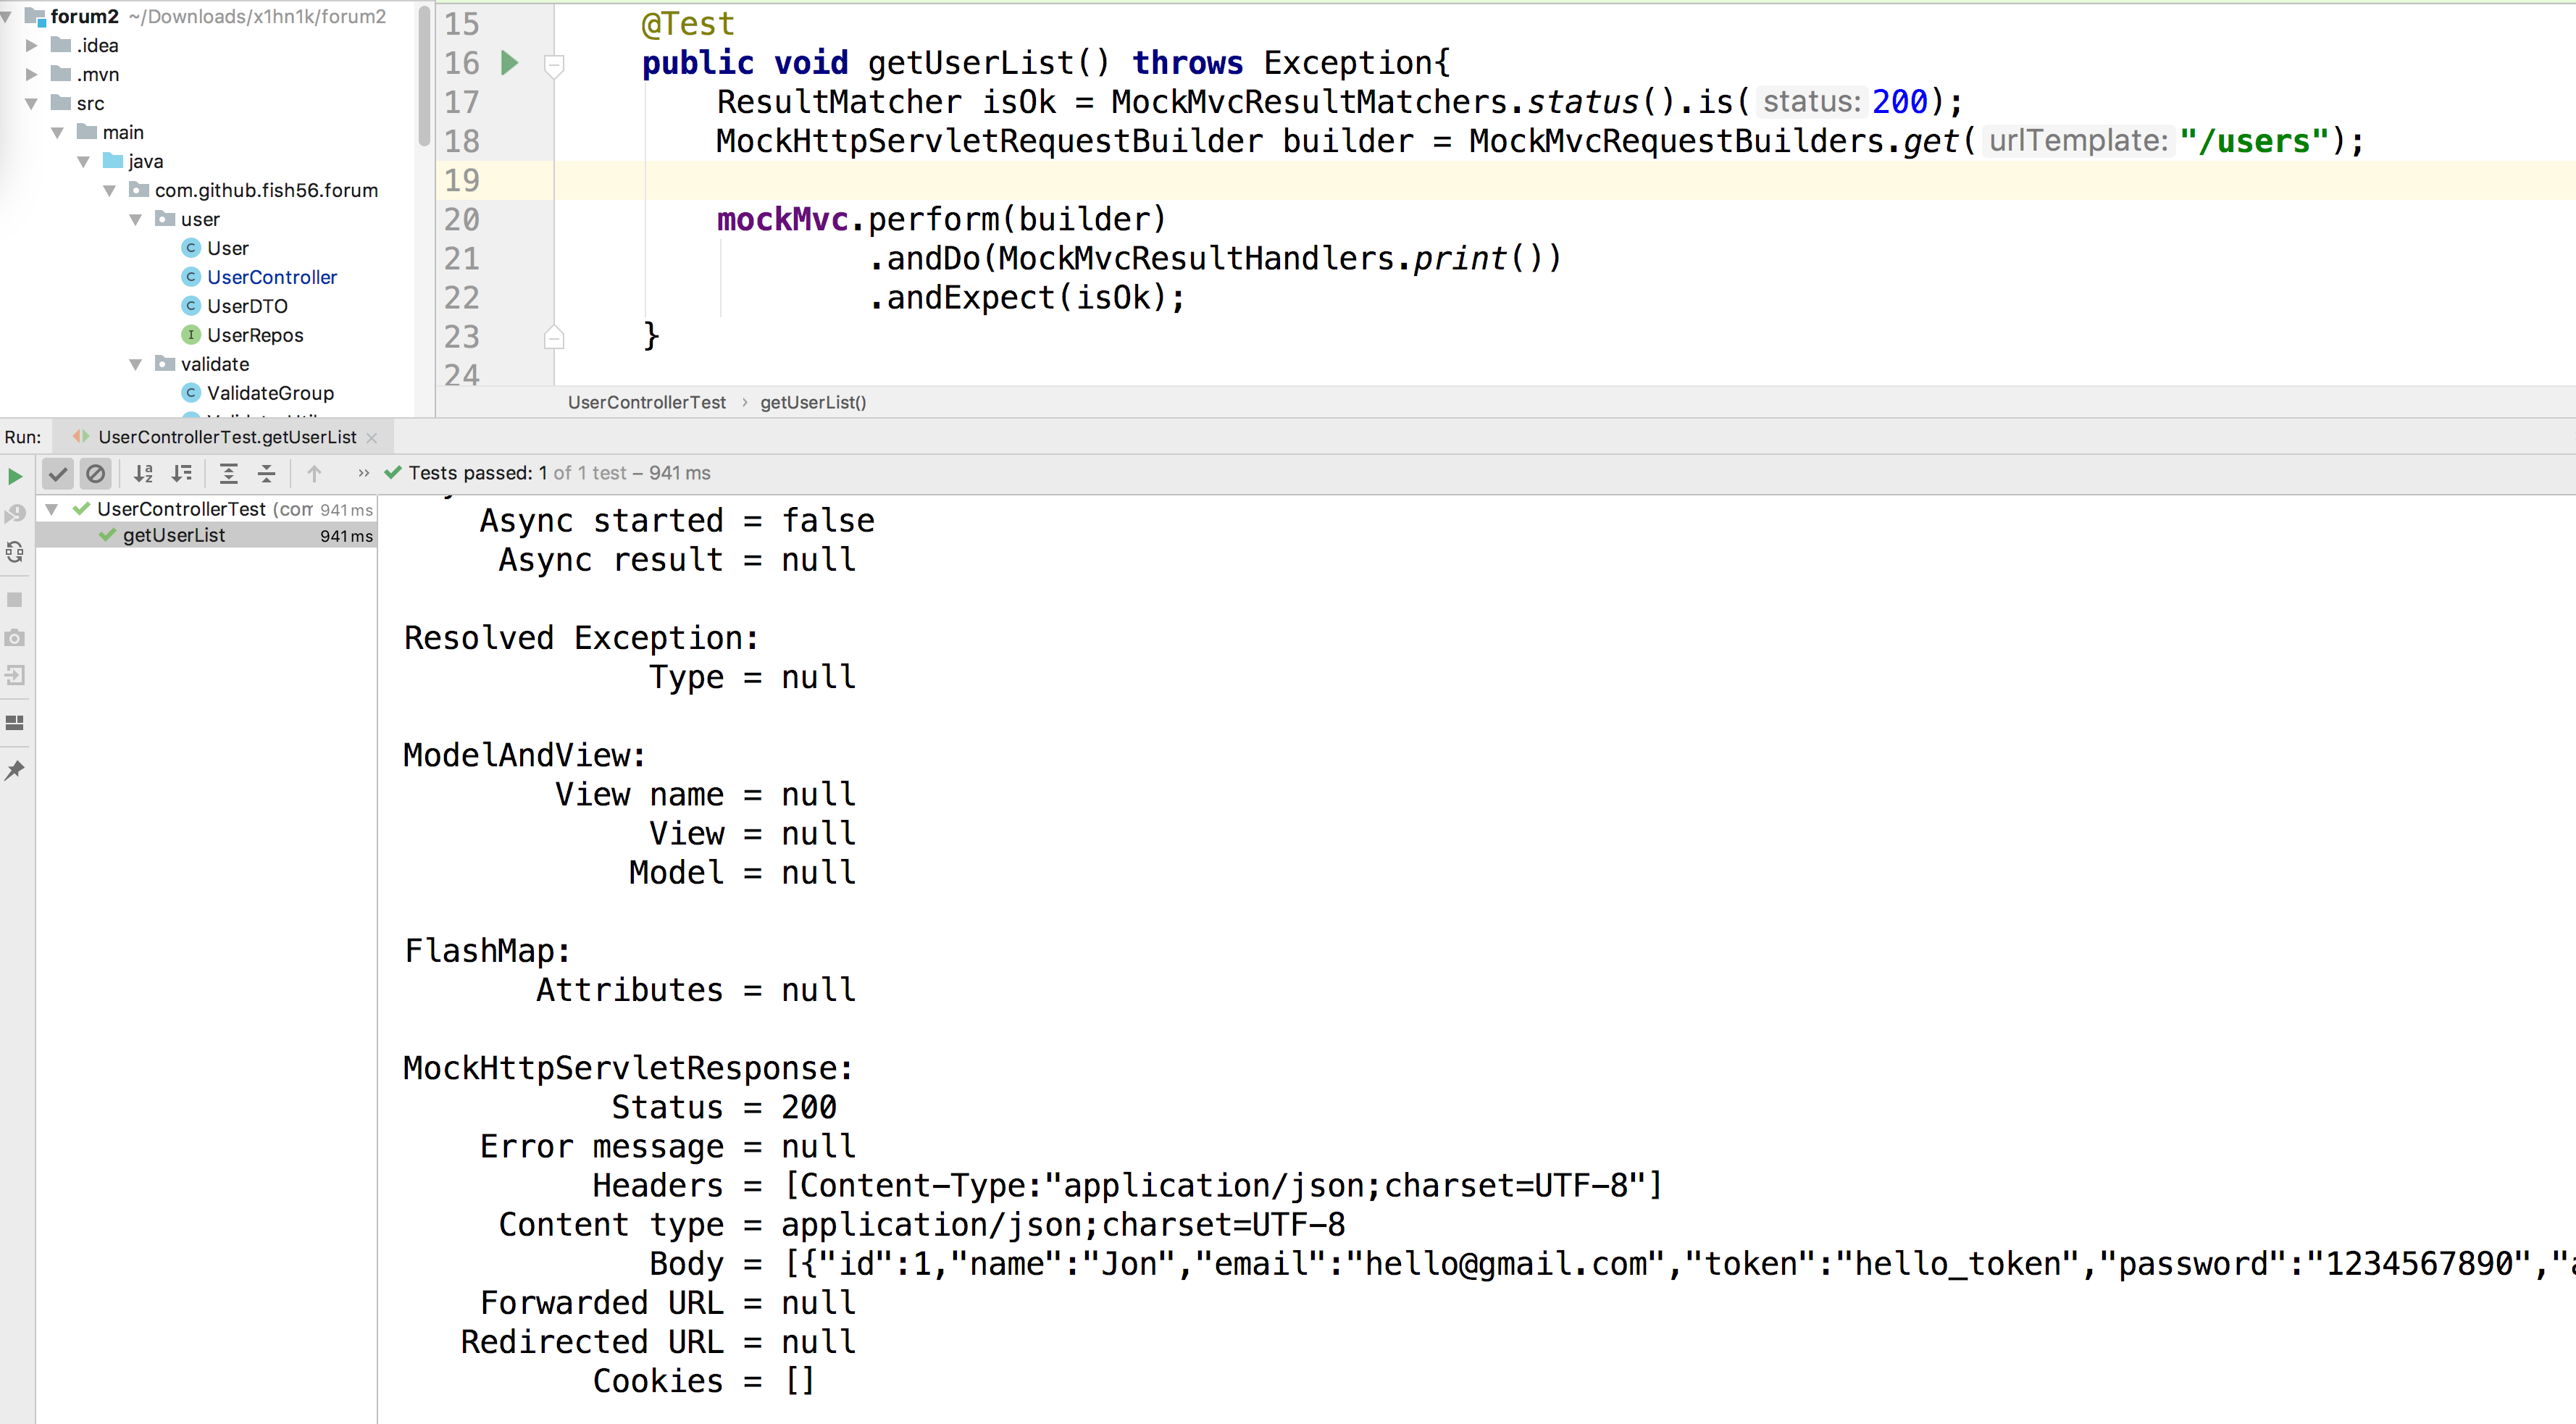 forum2 ~/Downloads/x1hn1k/forum2
.idea
.mvn
src
main
java
com.github.fish56.forum
user
User
UserController
UserDTO
UserRepos
validate
ValidateGroup
15 @Test
16 public void getUserList() throws Exception{
17 ResultMatcher isOk = MockMvcResultMatchers.status().is( status: 200);
18 MockHttpServletRequestBuilder builder = MockMvcRequestBuilders.get( urlTemplate: "/users");
19
20 mockMvc.perform(builder)
21 .andDo(MockMvcResultHandlers.print())
22 .andExpect(isOk);
23 }
24
UserControllerTest › getUserList()
Run: UserControllerTest.getUserList
» Tests passed: 1 of 1 test – 941 ms
UserControllerTest (com 941 ms
getUserList 941 ms
Async started = false
Async result = null
Resolved Exception:
Type = null
ModelAndView:
View name = null
View = null
Model = null
FlashMap:
Attributes = null
MockHttpServletResponse:
Status = 200
Error message = null
Headers = [Content-Type:"application/json;charset=UTF-8"]
Content type = application/json;charset=UTF-8
Body = [{"id":1,"name":"Jon","email":"hello@gmail.com","token":"hello_token","password":"1234567890","a
Forwarded URL = null
Redirected URL = null
Cookies = []